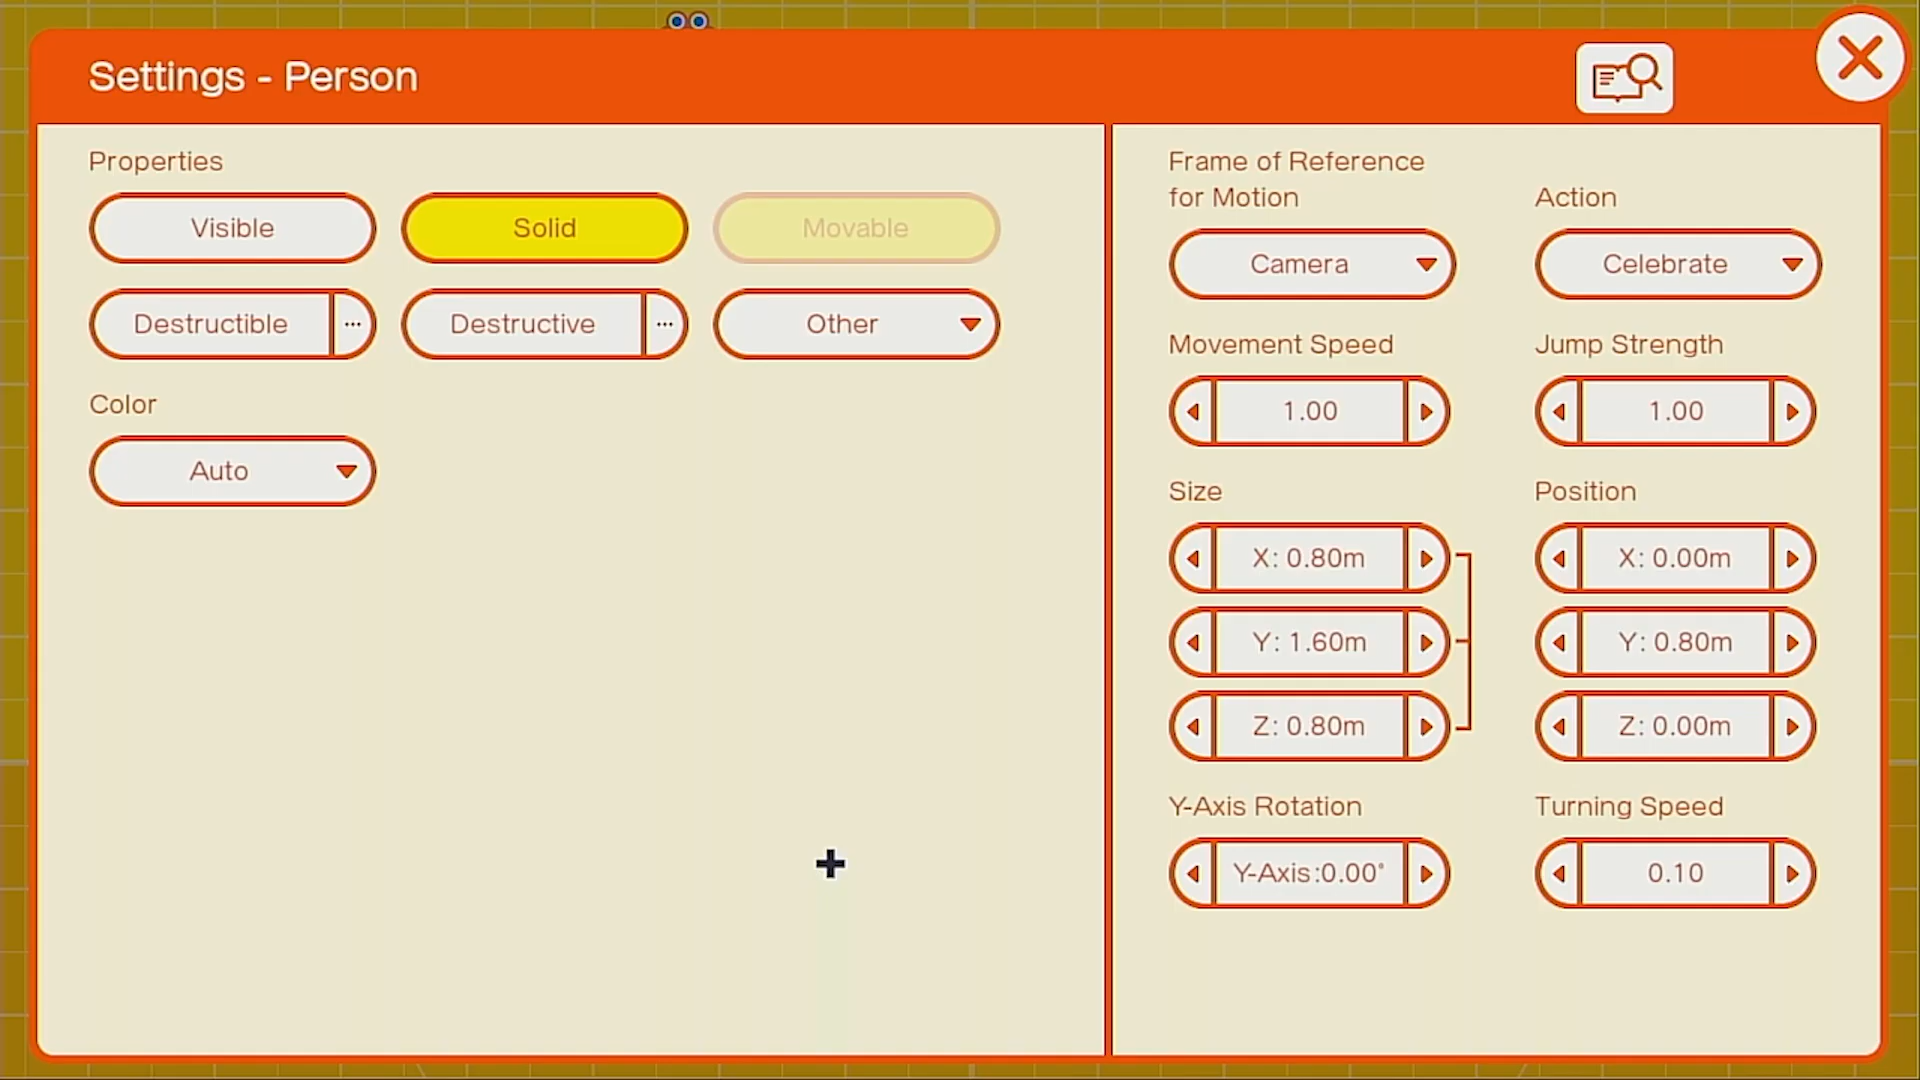 Settings - Person
Properties
Visible
Solid
Movable
Destructible
...
Destructive
...
Other
Color
Auto
Frame of Reference
for Motion
Camera
Action
Celebrate
Movement Speed
1.00
Jump Strength
1.00
Size
X: 0.80m
Y: 1.60m
Z: 0.80m
Position
X: 0.00m
Y: 0.80m
Z: 0.00m
Y-Axis Rotation
Y-Axis:0.00°
Turning Speed
0.10